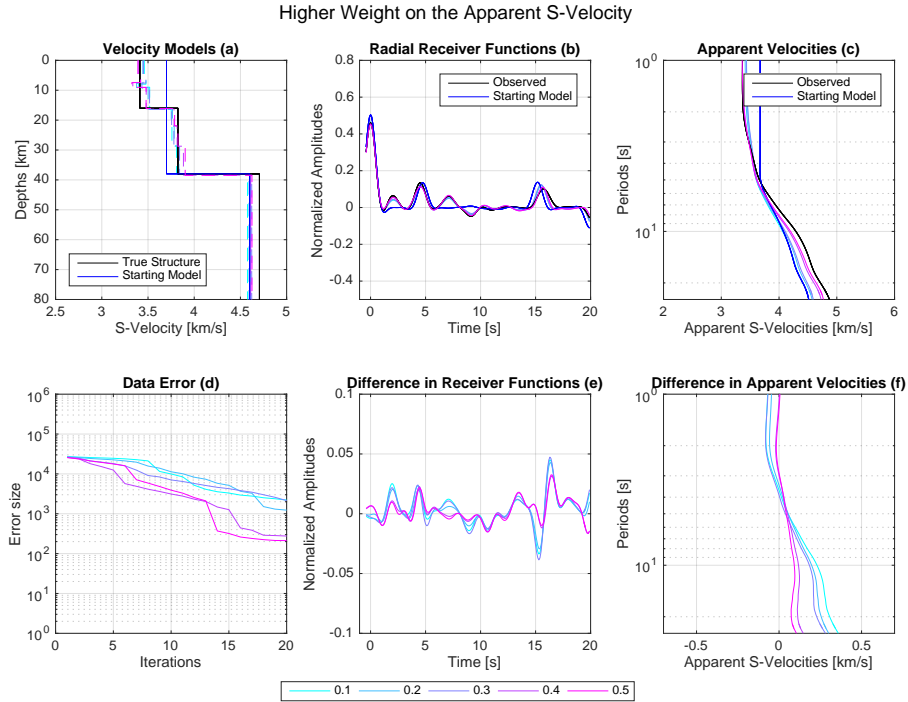 Higher Weight on the Apparent S-Velocity
Velocity Models (a)
0
10
20
30
40
50
60
70
80
Depths [km]
True Structure
Starting Model
2.5 3 3.5 4 4.5 5
S-Velocity [km/s]
Radial Receiver Functions (b)
0.8
0.6
0.4
0.2
0
-0.2
-0.4
Normalized Amplitudes
Observed
Starting Model
0 5 10 15 20
Time [s]
Apparent Velocities (c)
10^0
10^1
Periods [s]
Observed
Starting Model
2 3 4 5 6
Apparent S-Velocities [km/s]
Data Error (d)
10^6
10^5
10^4
10^3
10^2
10^1
10^0
Error size
0 5 10 15 20
Iterations
Difference in Receiver Functions (e)
0.1
0.05
0
-0.05
-0.1
Normalized Amplitudes
0 5 10 15 20
Time [s]
Difference in Apparent Velocities (f)
10^0
10^1
Periods [s]
-0.5 0 0.5
Apparent S-Velocities [km/s]
0.1 0.2 0.3 0.4 0.5